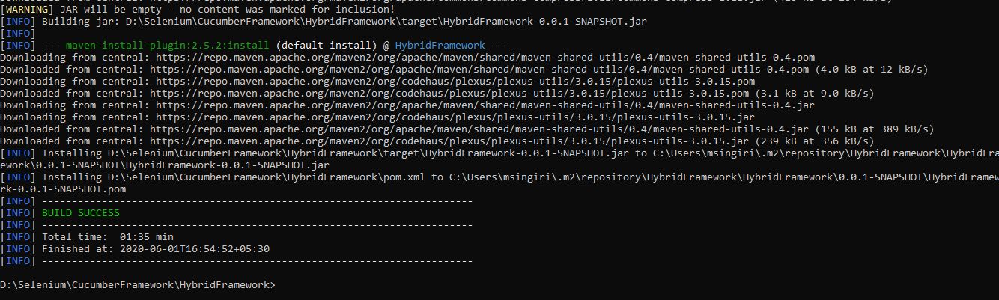 [WARNING] JAR will be empty - no content was marked for inclusion!
[INFO] Building jar: D:\Selenium\CucumberFramework\HybridFramework\target\HybridFramework-0.0.1-SNAPSHOT.jar
[INFO]
[INFO] --- maven-install-plugin:2.5.2:install (default-install) @ HybridFramework ---
Downloading from central: https://repo.maven.apache.org/maven2/org/apache/maven/shared/maven-shared-utils/0.4/maven-shared-utils-0.4.pom
Downloaded from central: https://repo.maven.apache.org/maven2/org/apache/maven/shared/maven-shared-utils/0.4/maven-shared-utils-0.4.pom (4.0 kB at 12 kB/s)
Downloading from central: https://repo.maven.apache.org/maven2/org/codehaus/plexus/plexus-utils/3.0.15/plexus-utils-3.0.15.pom
Downloaded from central: https://repo.maven.apache.org/maven2/org/codehaus/plexus/plexus-utils/3.0.15/plexus-utils-3.0.15.pom (3.1 kB at 9.0 kB/s)
Downloading from central: https://repo.maven.apache.org/maven2/org/apache/maven/shared/maven-shared-utils/0.4/maven-shared-utils-0.4.jar
Downloading from central: https://repo.maven.apache.org/maven2/org/codehaus/plexus/plexus-utils/3.0.15/plexus-utils-3.0.15.jar
Downloaded from central: https://repo.maven.apache.org/maven2/org/apache/maven/shared/maven-shared-utils/0.4/maven-shared-utils-0.4.jar (155 kB at 389 kB/s)
Downloaded from central: https://repo.maven.apache.org/maven2/org/codehaus/plexus/plexus-utils/3.0.15/plexus-utils-3.0.15.jar (239 kB at 356 kB/s)
[INFO] Installing D:\Selenium\CucumberFramework\HybridFramework\target\HybridFramework-0.0.1-SNAPSHOT.jar to C:\Users\msingiri\.m2\repository\HybridFramework\HybridFra
ework\0.0.1-SNAPSHOT\HybridFramework-0.0.1-SNAPSHOT.jar
[INFO] Installing D:\Selenium\CucumberFramework\HybridFramework\pom.xml to C:\Users\msingiri\.m2\repository\HybridFramework\HybridFramework\0.0.1-SNAPSHOT\HybridFramew
rk-0.0.1-SNAPSHOT.pom
[INFO] ------------------------------------------------------------------------
[INFO] BUILD SUCCESS
[INFO] ------------------------------------------------------------------------
[INFO] Total time:  01:35 min
[INFO] Finished at: 2020-06-01T16:54:52+05:30
[INFO] ------------------------------------------------------------------------
D:\Selenium\CucumberFramework\HybridFramework>